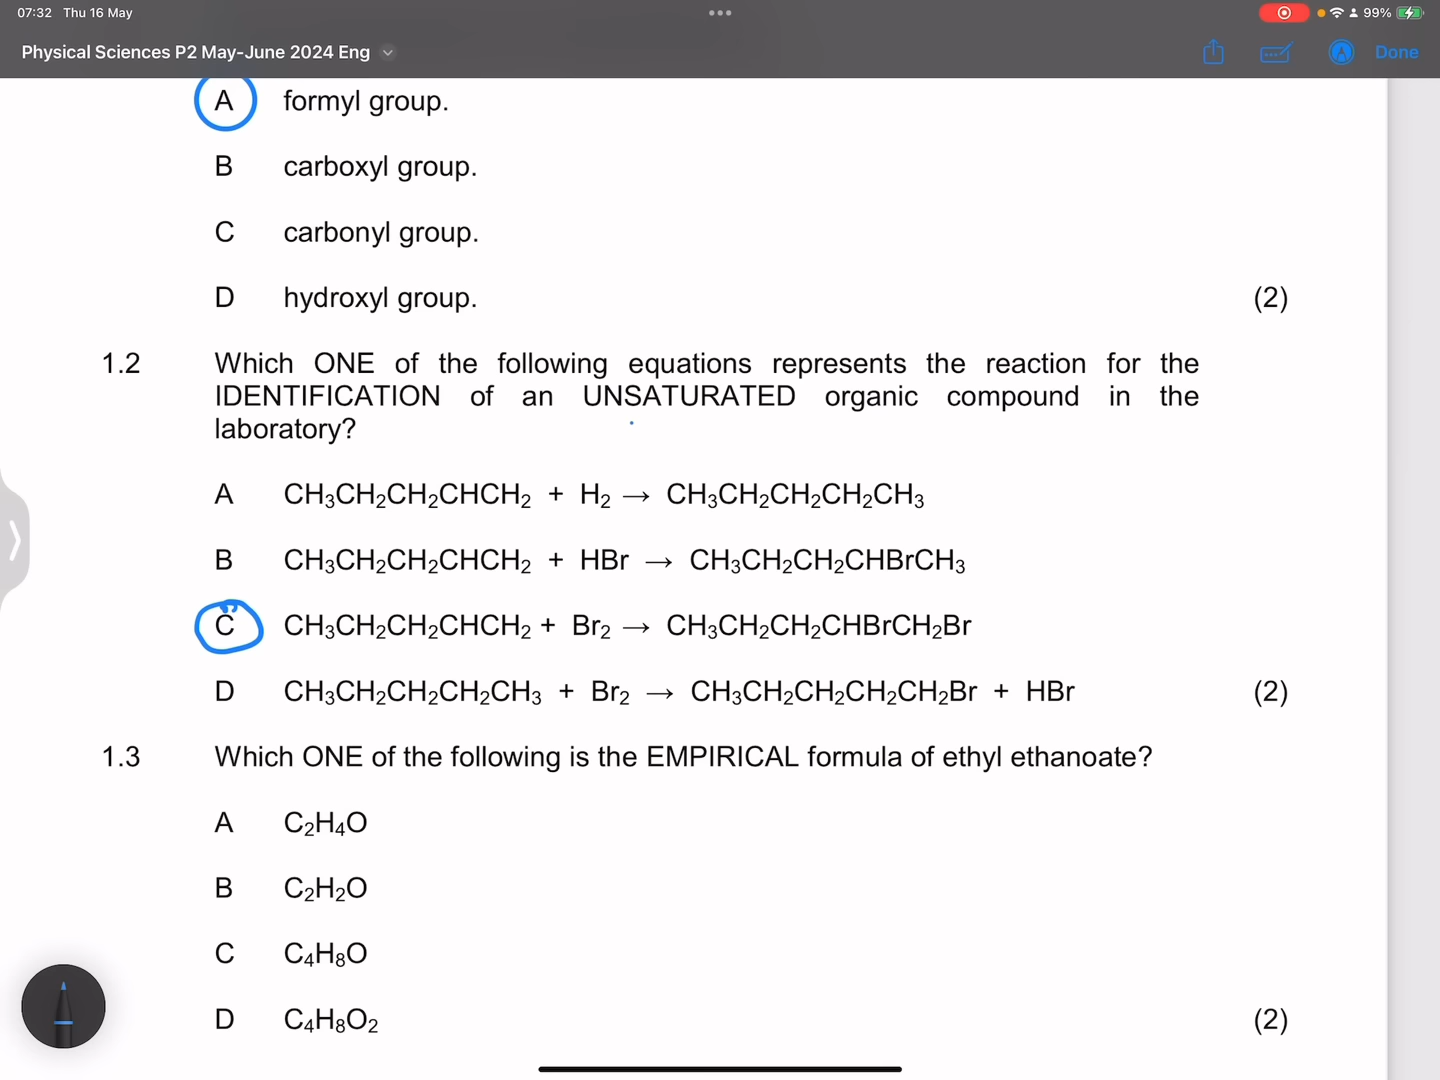 07:32 Thu 16 May
99%
Physical Sciences P2 May-June 2024 Eng
Done
A formyl group.
B carboxyl group.
C carbonyl group.
D hydroxyl group. (2)
1.2 Which ONE of the following equations represents the reaction for the
IDENTIFICATION of an UNSATURATED organic compound in the
laboratory?
A CH₃CH₂CH₂CHCH₂ + H₂ → CH₃CH₂CH₂CH₂CH₃
B CH₃CH₂CH₂CHCH₂ + HBr → CH₃CH₂CH₂CHBrCH₃
C CH₃CH₂CH₂CHCH₂ + Br₂ → CH₃CH₂CH₂CHBrCH₂Br
D CH₃CH₂CH₂CH₂CH₃ + Br₂ → CH₃CH₂CH₂CH₂CH₂Br + HBr (2)
1.3 Which ONE of the following is the EMPIRICAL formula of ethyl ethanoate?
A C₂H₄O
B C₂H₂O
C C₄H₈O
D C₄H₈O₂ (2)